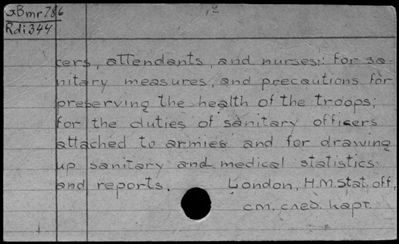 GBmr786
Rdi344
cers, attendants, and nurses: for sa-
nitary measures, and precautions for
preserving the health of the troops;
for the duties of sanitary officers
attached to armies and for drawing
up sanitary and medical statistics
and reports. London, H.M. Stat. off,
см. след. карт.